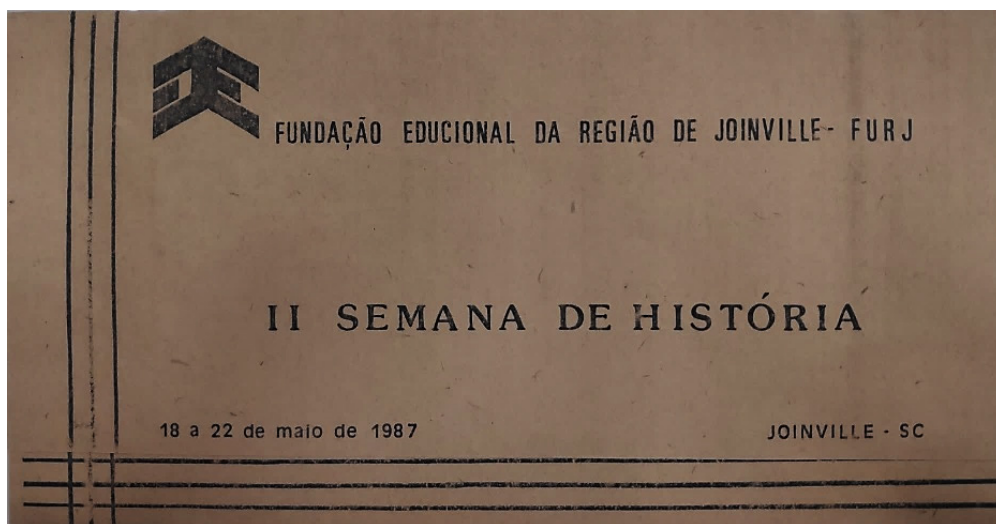 FUNDAÇÃO EDUCIONAL DA REGIÃO DE JOINVILLE - FURJ
II SEMANA DE HISTÓRIA
18 a 22 de maio de 1987 JOINVILLE - SC